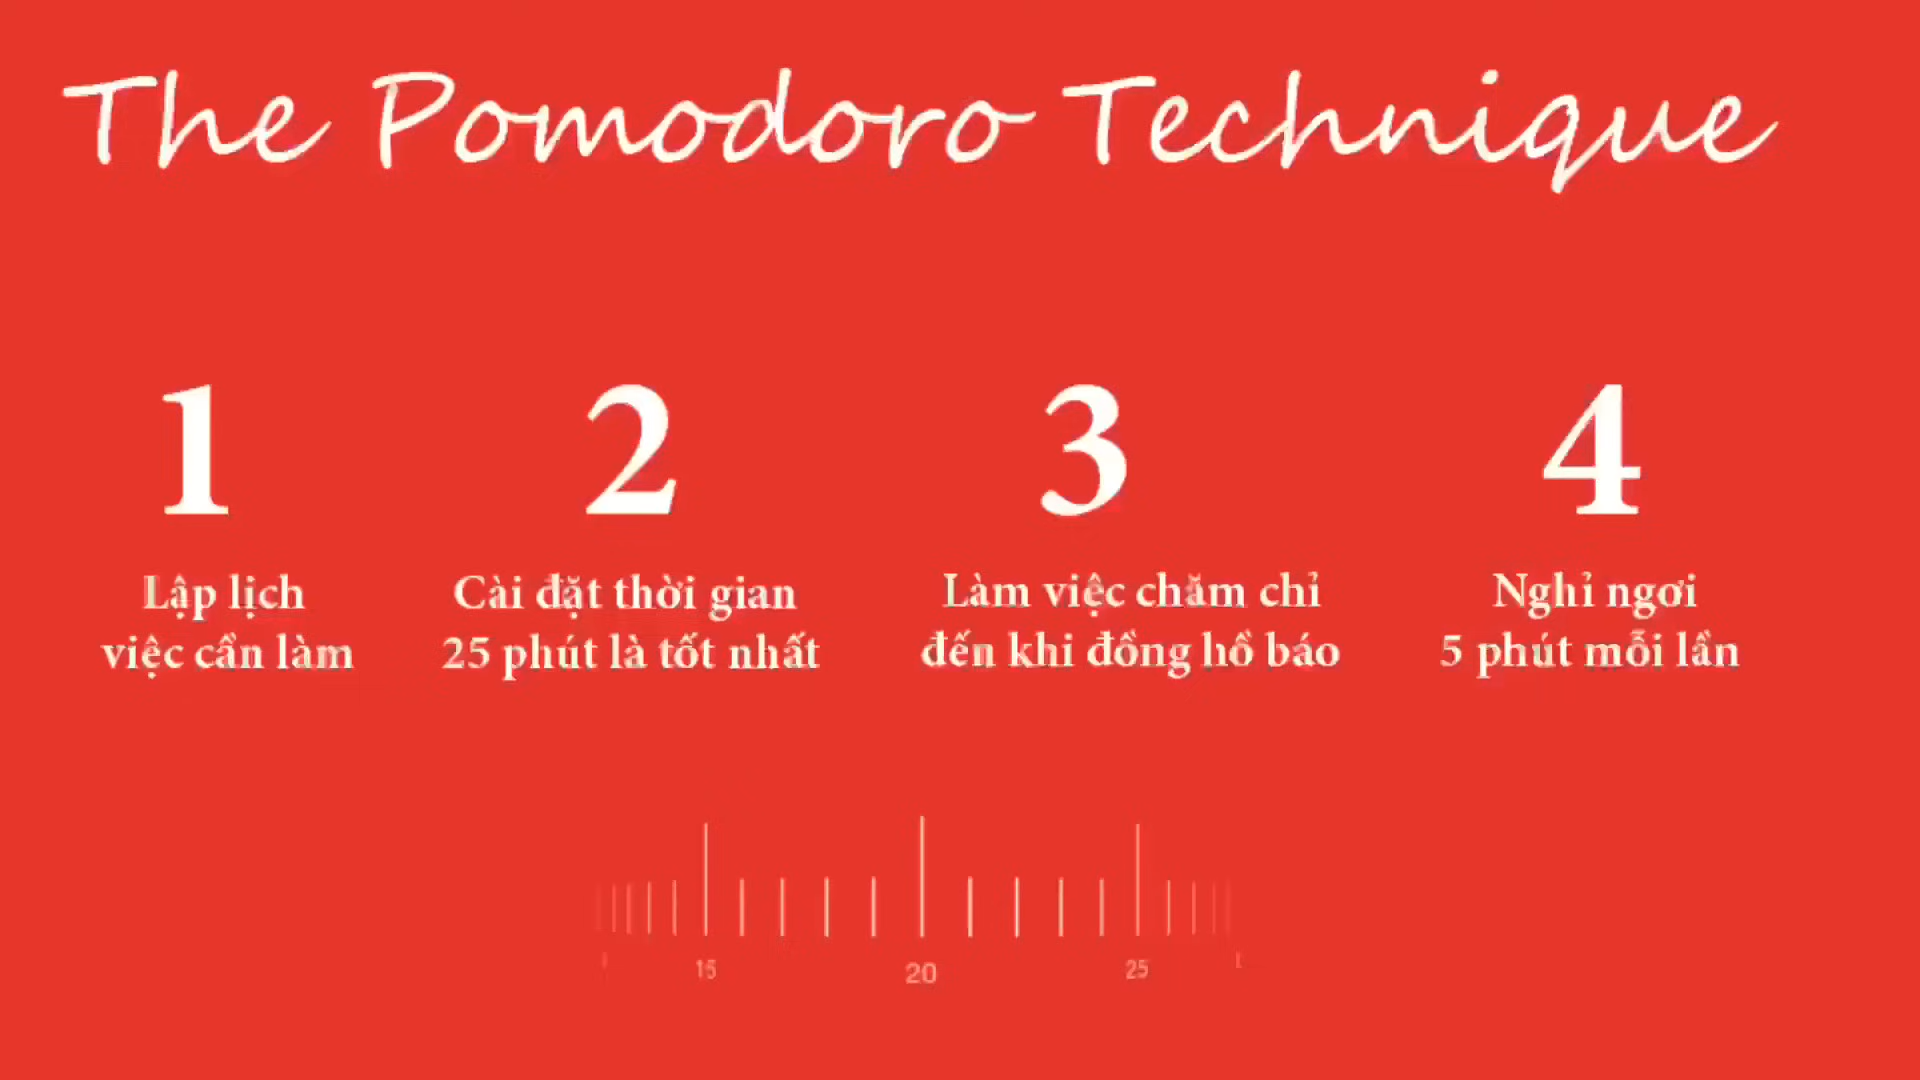 The Pomodoro Technique
1
Lập lịch
việc cần làm
2
Cài đặt thời gian
25 phút là tốt nhất
3
Làm việc chăm chỉ
đến khi đồng hồ báo
4
Nghỉ ngơi
5 phút mỗi lần
15 20 25